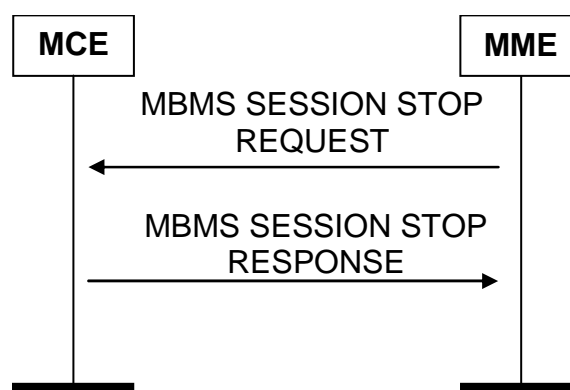 MCE
MME
MBMS SESSION STOP
REQUEST
MBMS SESSION STOP
RESPONSE